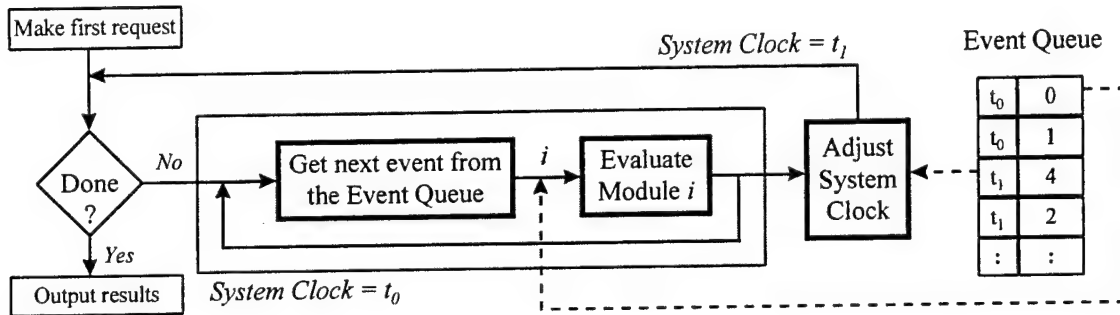 Make first request
System Clock = t1
Event Queue
Done
?
No
Yes
Output results
Get next event from
the Event Queue
i
Evaluate
Module i
System Clock = t0
Adjust
System
Clock
t0 0
t0 1
t1 4
t1 2
: :